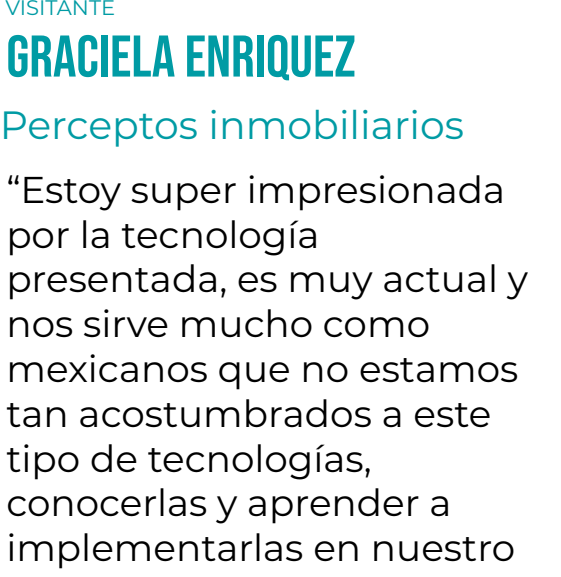 VISITANTE
GRACIELA ENRIQUEZ
Perceptos inmobiliarios
“Estoy super impresionada
por la tecnología
presentada, es muy actual y
nos sirve mucho como
mexicanos que no estamos
tan acostumbrados a este
tipo de tecnologías,
conocerlas y aprender a
implementarlas en nuestro